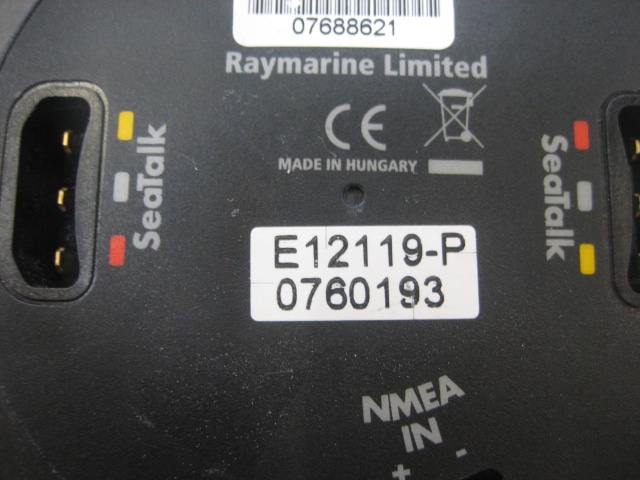 07688621
Raymarine Limited
CE
MADE IN HUNGARY
SeaTalk
SeaTalk
E12119-P
0760193
NMEA
IN
+ -